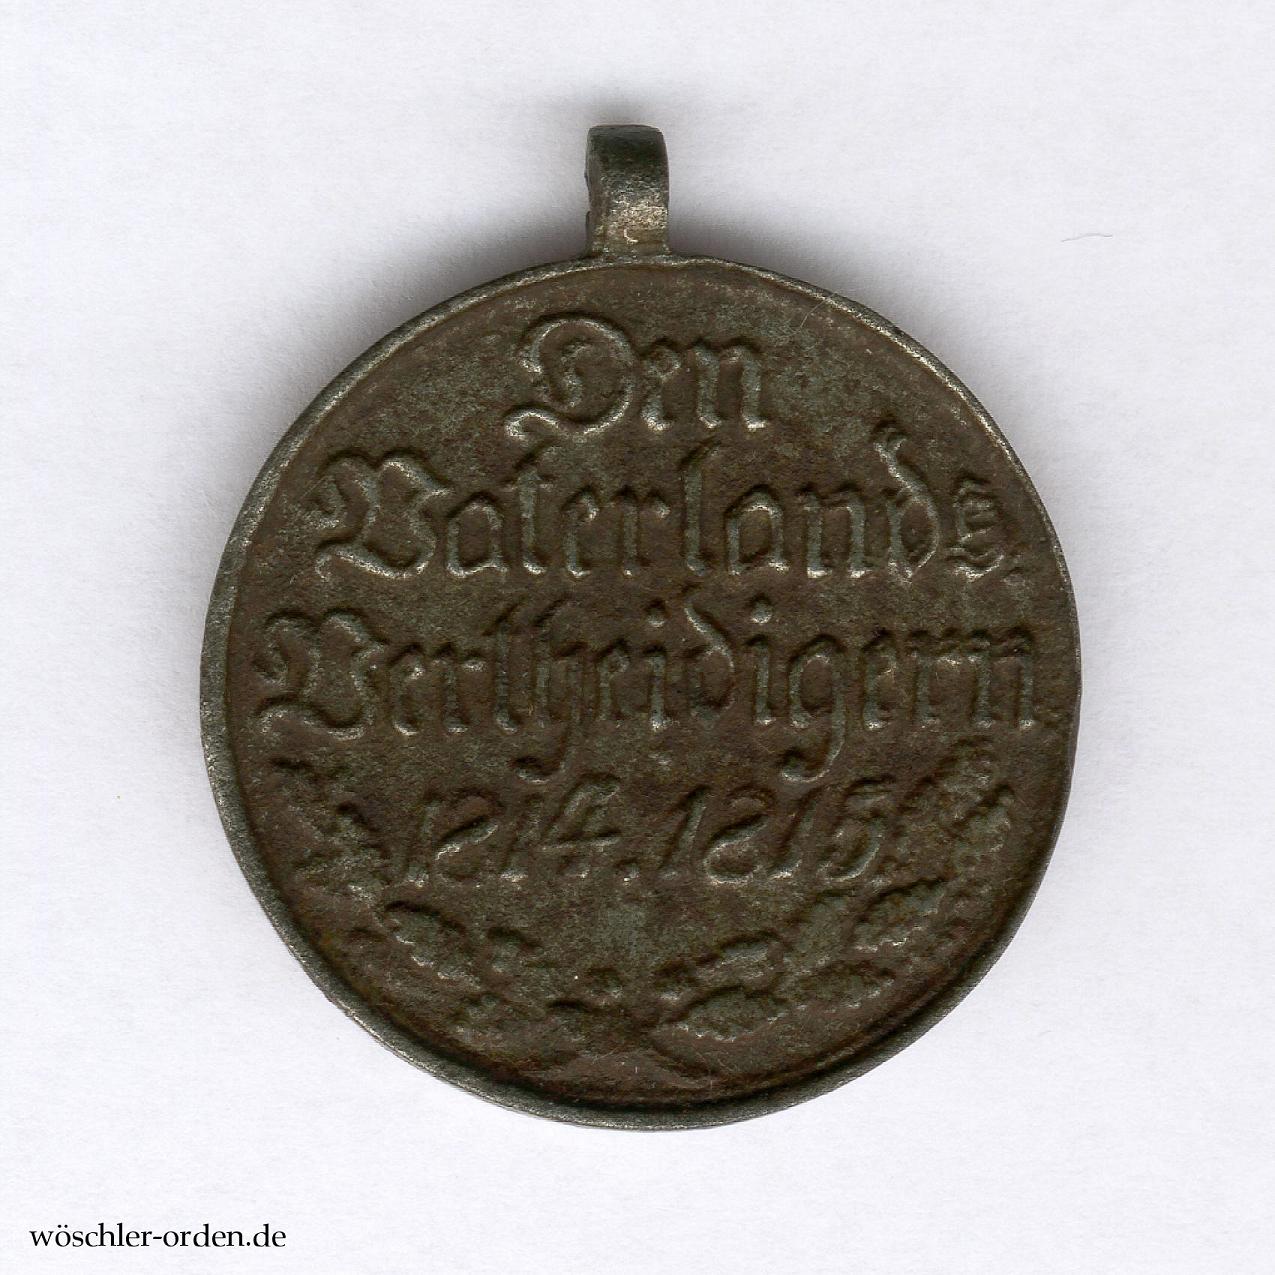 Den
Vaterlands
Vertheidigern
1814.1815.
wöschler-orden.de